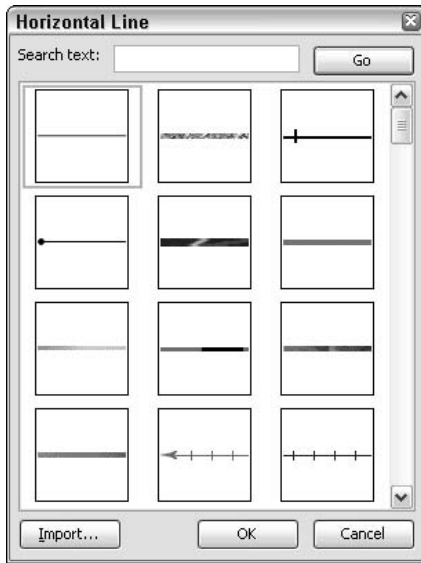 Horizontal Line
Search text:
Go
Import...
OK
Cancel